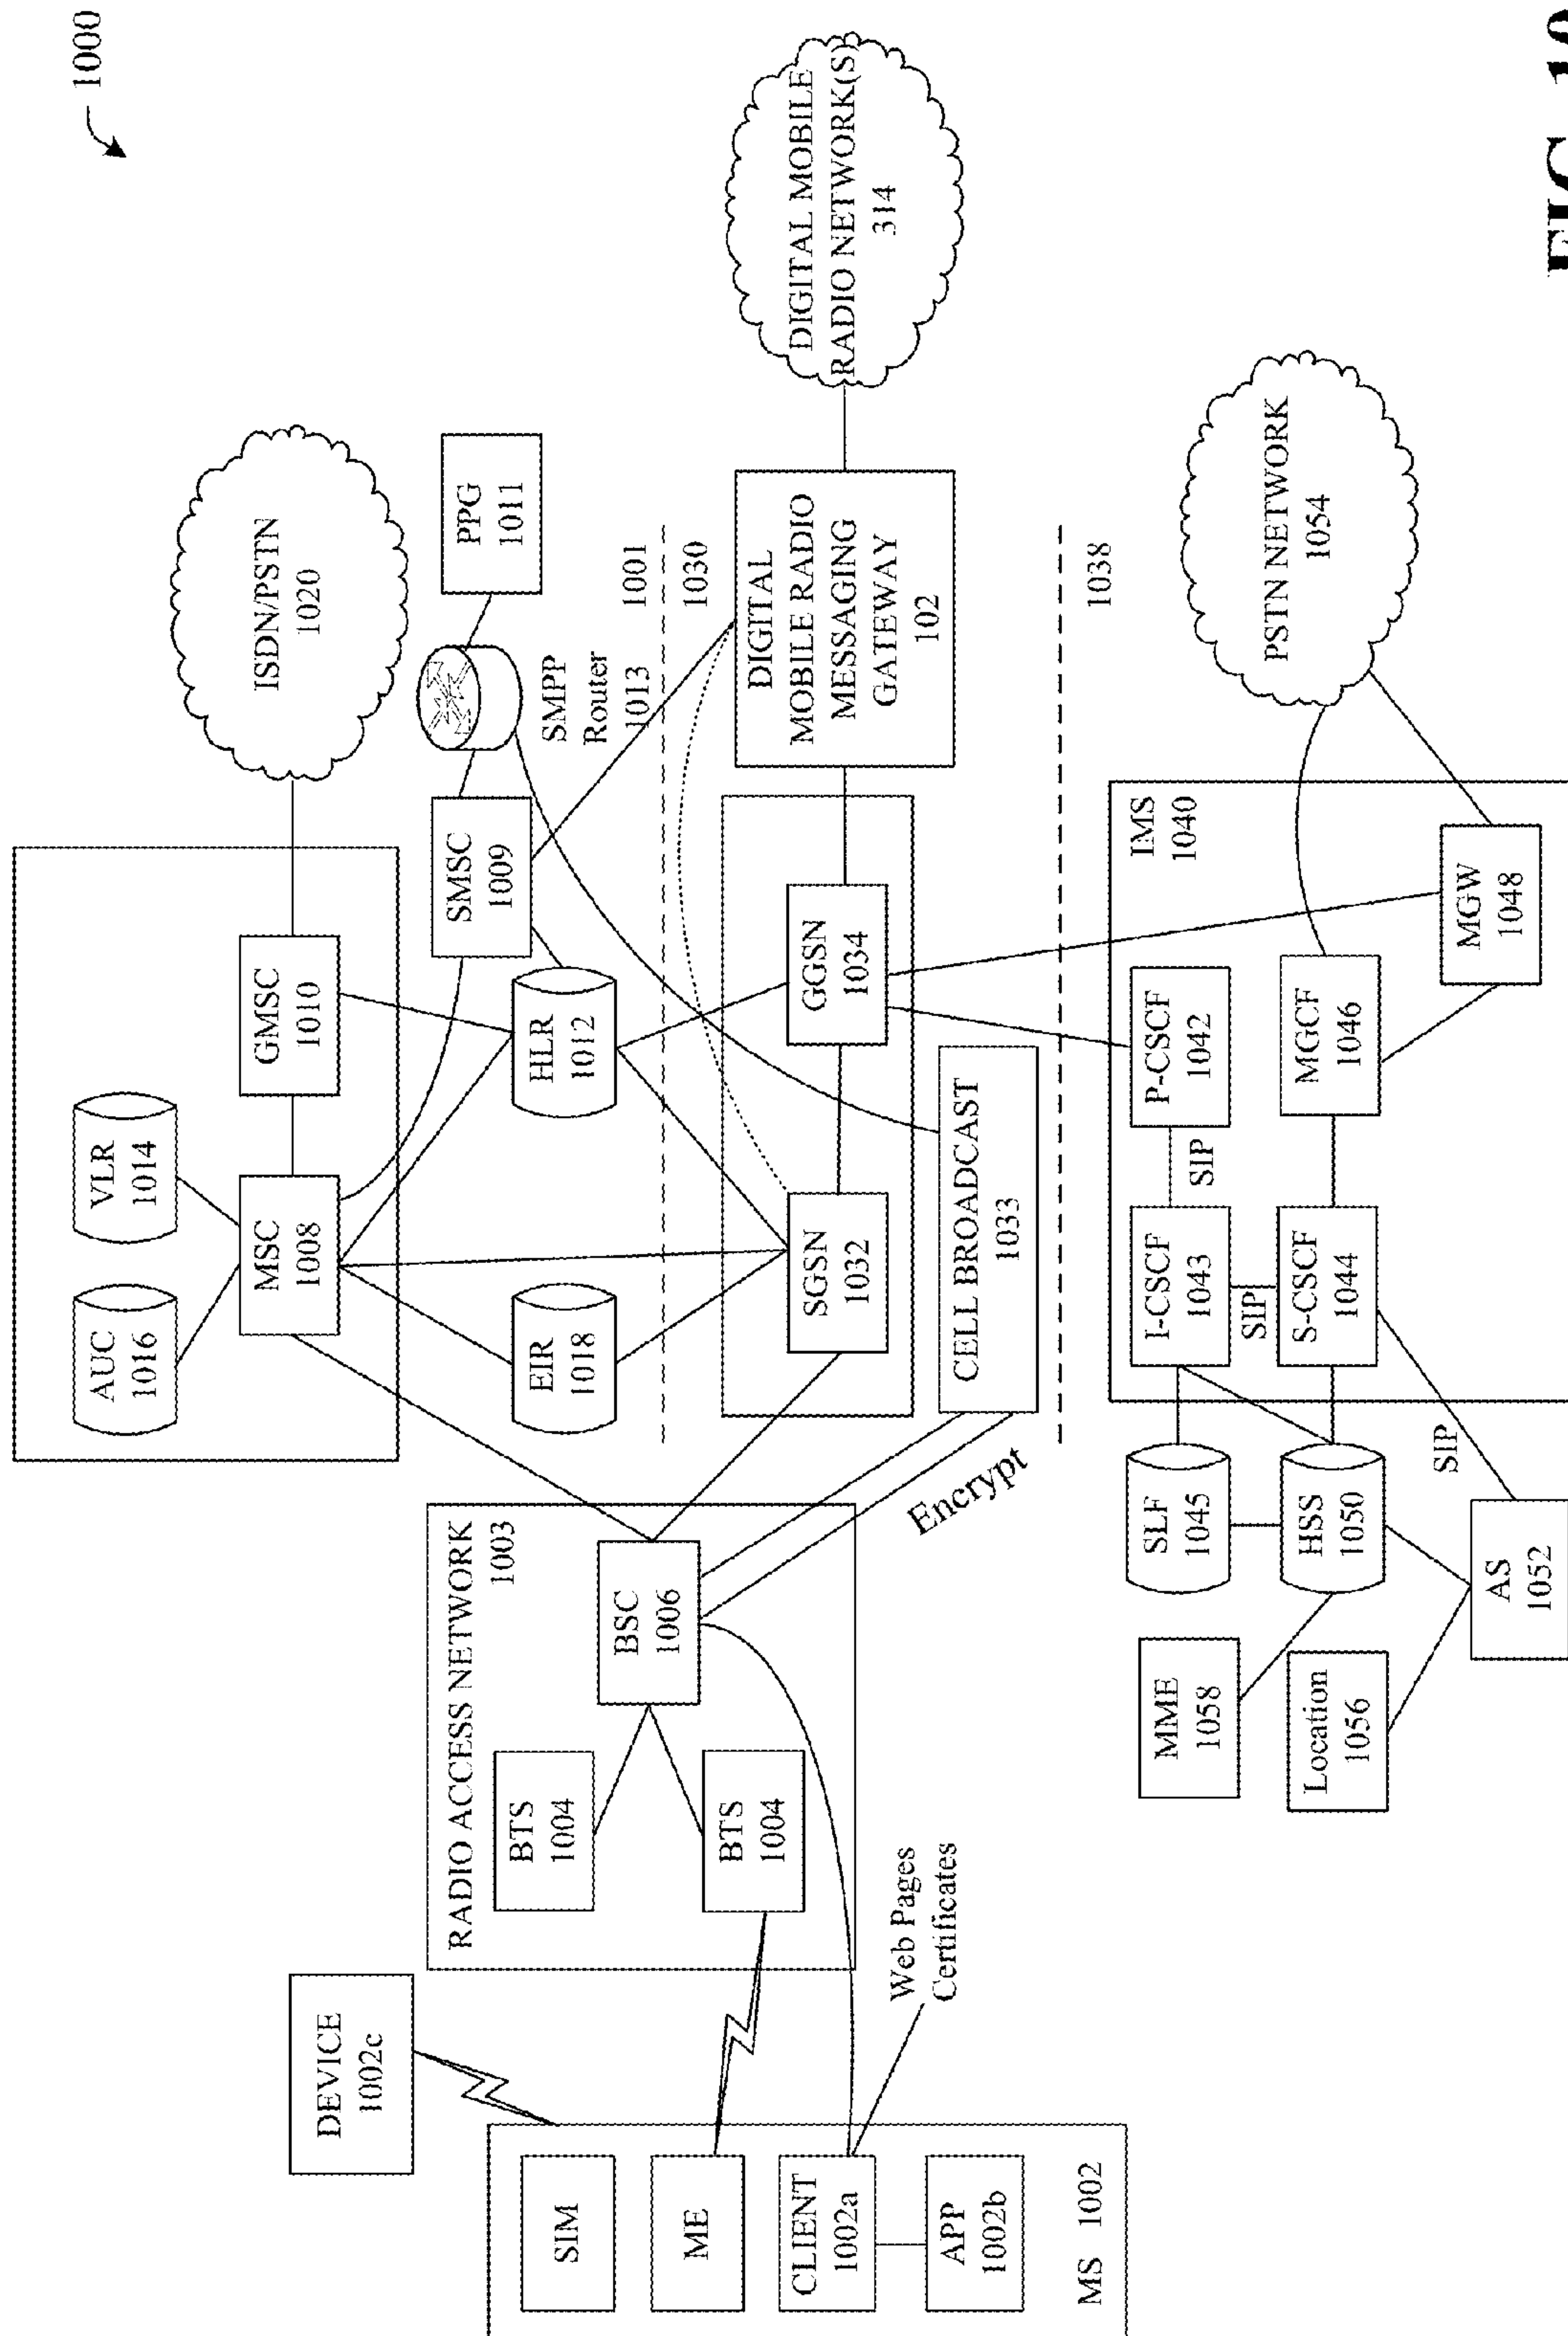 1000
ISDN/PSTN
1020
PPG
1011
SMPP
Router
1013
1001
1030
DIGITAL MOBILE
RADIO NETWORK(S)
314
DIGITAL
MOBILE RADIO
MESSAGING
GATEWAY
102
1038
PSTN NETWORK
1054
VLR
1014
AUC
1016
MSC
1008
GMSC
1010
SMSC
1009
HLR
1012
EIR
1018
SGSN
1032
GGSN
1034
CELL BROADCAST
1033
Encrypt
IMS
1040
P-CSCF
1042
SIP
I-CSCF
1043
SIP
S-CSCF
1044
MGCF
1046
MGW
1048
SLF
1045
HSS
1050
SIP
AS
1052
MME
1058
Location
1056
RADIO ACCESS NETWORK
1003
BSC
1006
BTS
1004
BTS
1004
Web Pages
Certificates
DEVICE
1002c
SIM
ME
CLIENT
1002a
APP
1002b
MS 1002